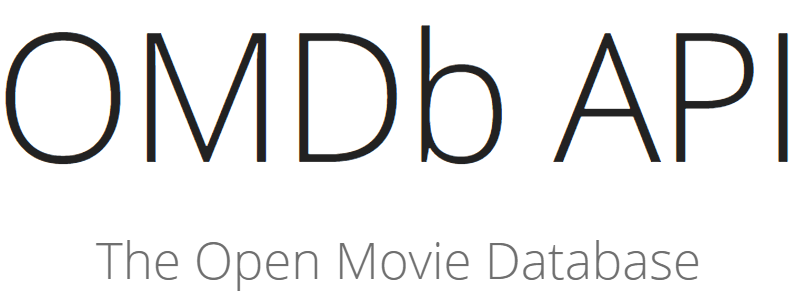 OMDb API
The Open Movie Database